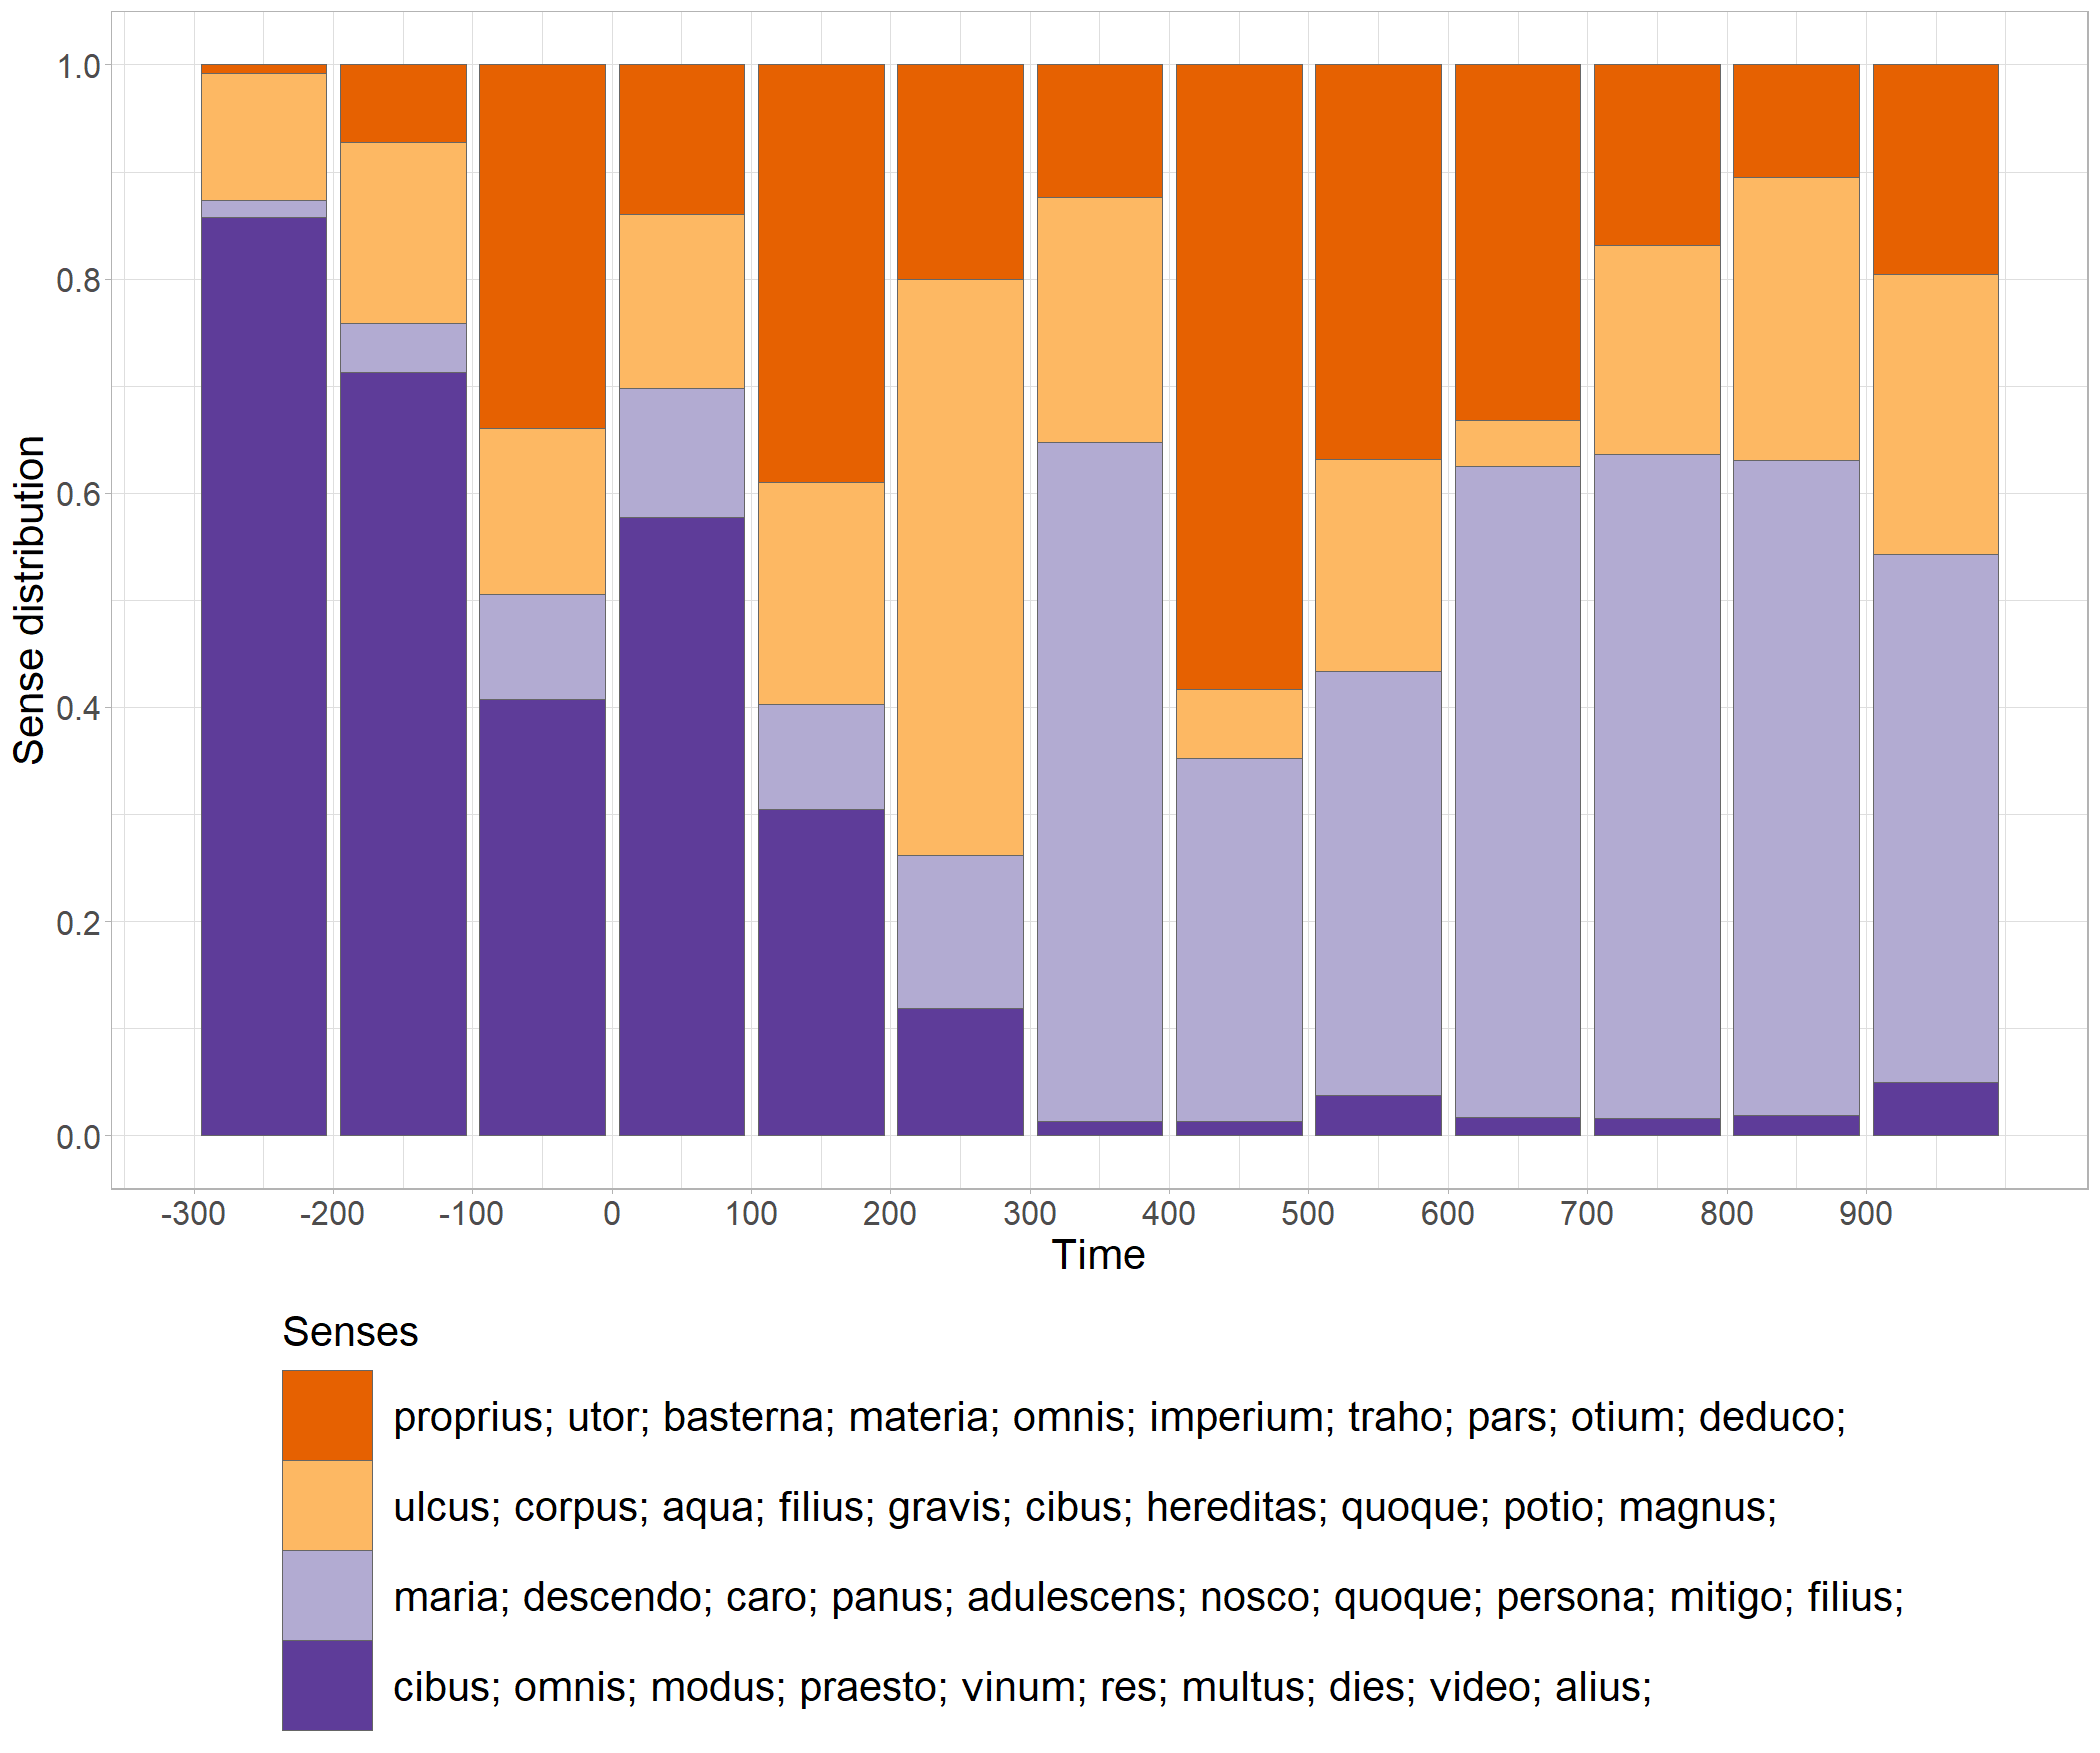 1.0
0.8
0.6
0.4
0.2
0.0
Sense distribution
-300 -200 -100 0 100 200 300 400 500 600 700 800 900
Time
Senses
proprius; utor; basterna; materia; omnis; imperium; traho; pars; otium; deduco;
ulcus; corpus; aqua; filius; gravis; cibus; hereditas; quoque; potio; magnus;
maria; descendo; caro; panus; adulescens; nosco; quoque; persona; mitigo; filius;
cibus; omnis; modus; praesto; vinum; res; multus; dies; video; alius;